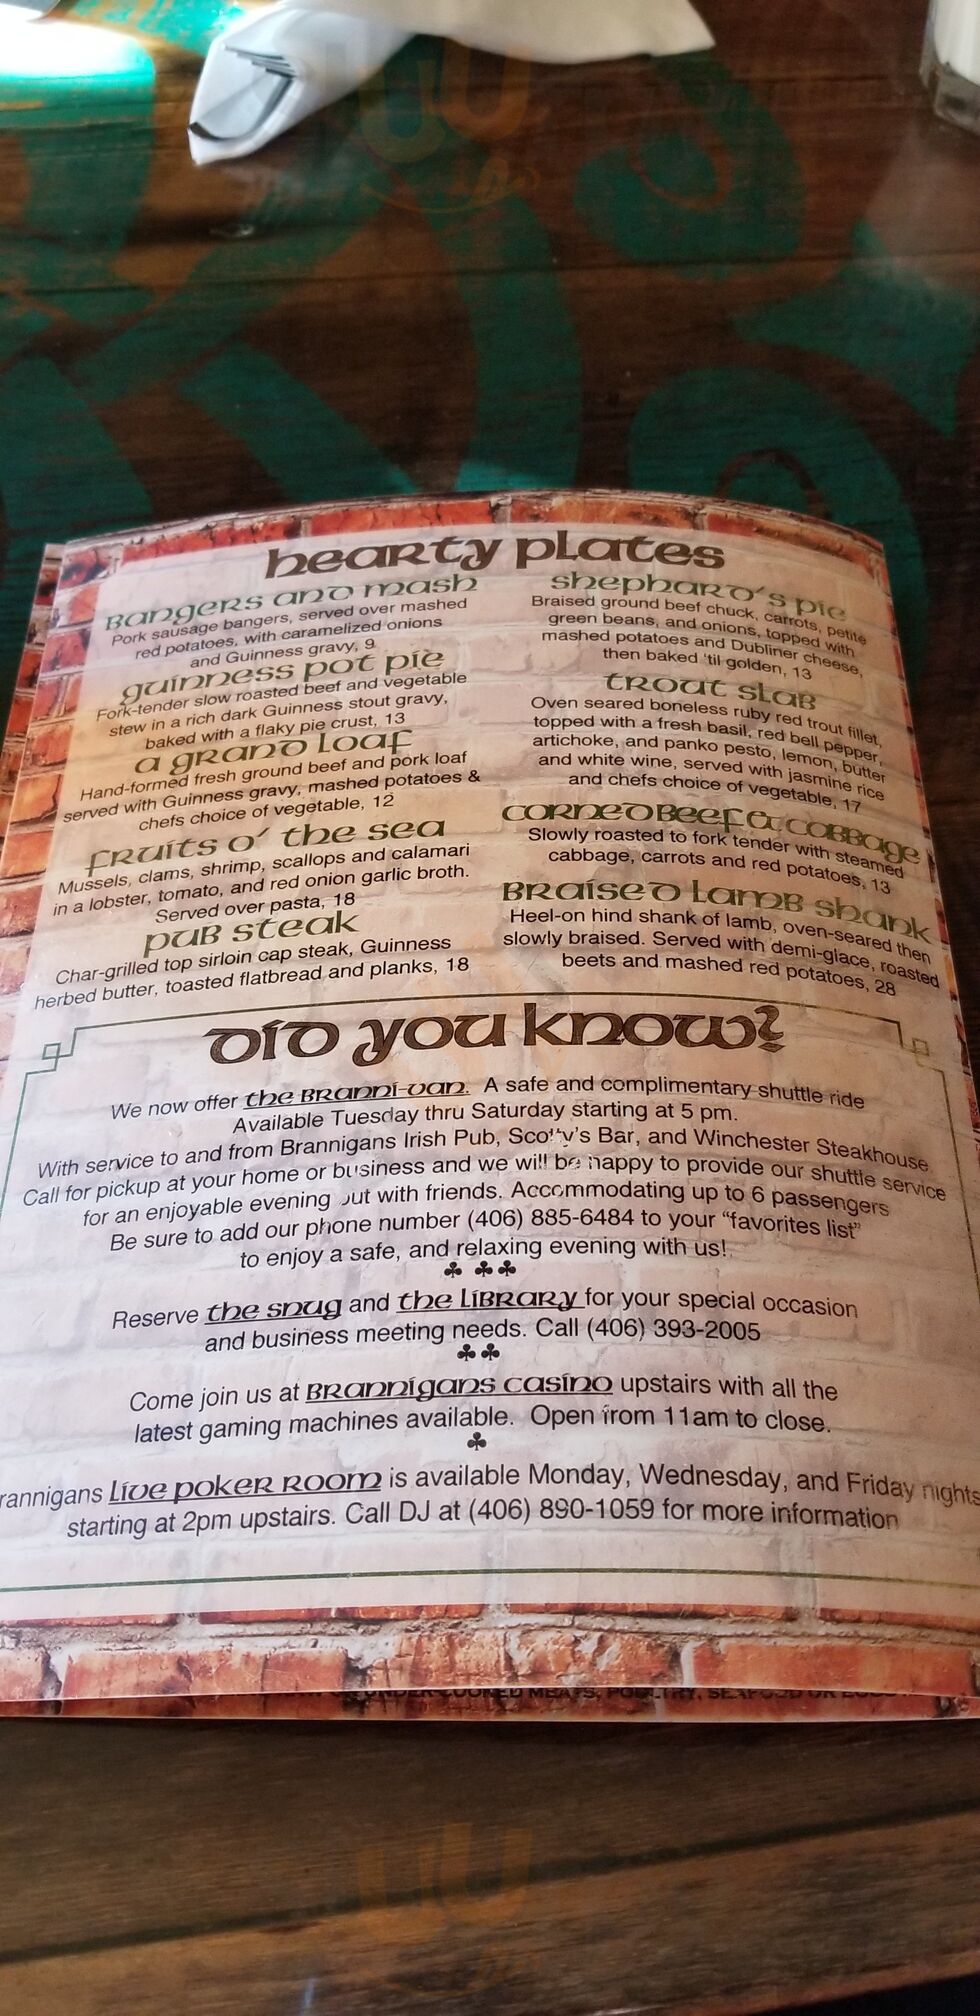 hearty plates
Bangers and mash
Pork sausage bangers, served over mashed
red potatoes, with caramelized onions
and Guinness gravy, 9
guinness pot pie
Fork-tender slow roasted beef and vegetable
stew in a rich dark Guinness stout gravy,
baked with a flaky pie crust, 13
a grand loaf
Hand-formed fresh ground beef and pork loaf
served with Guinness gravy, mashed potatoes &
chefs choice of vegetable, 12
fruits o' the sea
Mussels, clams, shrimp, scallops and calamari
in a lobster, tomato, and red onion garlic broth.
Served over pasta, 18
pub steak
Char-grilled top sirloin cap steak, Guinness
herbed butter, toasted flatbread and planks, 18
shephard's pie
Braised ground beef chuck, carrots, petite
green beans, and onions, topped with
mashed potatoes and Dubliner cheese,
then baked 'til golden, 13
trout slab
Oven seared boneless ruby red trout fillet,
topped with a fresh basil, red bell pepper,
artichoke, and panko pesto, lemon, butter
and white wine, served with jasmine rice
and chefs choice of vegetable, 17
corned Beef & Cabbage
Slowly roasted to fork tender with steamed
cabbage, carrots and red potatoes, 13
Braised Lamb shank
Heel-on hind shank of lamb, oven-seared then
slowly braised. Served with demi-glace, roasted
beets and mashed red potatoes, 28
did you know?
We now offer the Branni-van. A safe and complimentary shuttle ride
Available Tuesday thru Saturday starting at 5 pm.
With service to and from Brannigans Irish Pub, Scotty's Bar, and Winchester Steakhouse
Call for pickup at your home or business and we will be happy to provide our shuttle service
for an enjoyable evening out with friends. Accommodating up to 6 passengers
Be sure to add our phone number (406) 885-6484 to your “favorites list”
to enjoy a safe, and relaxing evening with us!
Reserve the snug and the Library for your special occasion
and business meeting needs. Call (406) 393-2005
Come join us at Brannigans casino upstairs with all the
latest gaming machines available. Open from 11am to close.
rannigans Live poker room is available Monday, Wednesday, and Friday nights
starting at 2pm upstairs. Call DJ at (406) 890-1059 for more information
UNDER COOKED MEATS, POULTRY, SEAFOOD OR EGGS